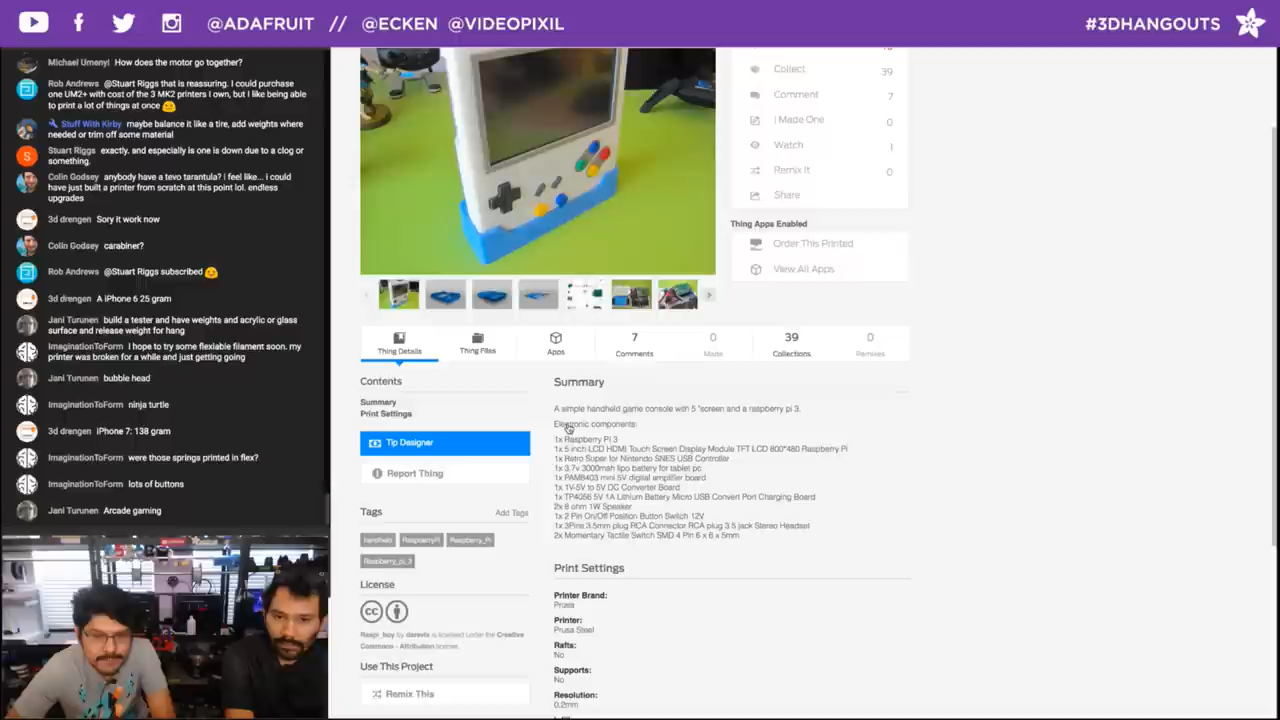 @ADAFRUIT // @ECKEN @VIDEOPIXIL
#3DHANGOUTS
Michael Umenyi How does the motor go together?
Rob Andrews @Stuart Riggs that is reassuring. I could purchase
one UM2+ with cost of the 3 MK2 printers I own, but I like being able
to print a lot of things at once
Stuff With Kirby maybe balance it like a tire, add weights where
needed or trim off some material
Stuart Riggs exactly. and especially is one is down due to a clog or
something.
Colin Godsey anybody have a tevo tarantula? i feel like... i could
have just built a printer from scratch at this point lol. endless
upgrades
3d drengen Sory it work now
Colin Godsey carabiner?
Rob Andrews @Stuart Riggs subscribed
3d drengen A iPhone 6 25 gram
Jani Turunen build a tester and have weights and acrylic or glass
surface and release weight for hang
ImaginationToForm I hope to try some flexiable filament soon. my
printer was broken for a while and just getting going
Jani Turunen bubble head
ImaginationToForm ninja turtle
3d drengen iPhone 7: 138 gram
ImaginationToForm were those springs printed in flex?
ImaginationToForm lots of buttons
Jani Turunen Arcade gaming
Collect 39
Comment 7
I Made One 0
Watch 1
Remix It 0
Share
Thing Apps Enabled
Order This Printed
View All Apps
Thing Details
Thing Files
Apps
7
Comments
0
Made
39
Collections
0
Remixes
Contents
Summary
Print Settings
Tip Designer
Report Thing
Tags
Add Tags
handheld
RaspberryPi
Raspberry_Pi
Raspberry_pi_3
License
Raspi_boy by darevix is licensed under the Creative
Commons - Attribution license.
Use This Project
Remix This
Summary
A simple handheld game console with 5 "screen and a raspberry pi 3.
Electronic components:
1x Raspberry Pi 3
1x 5 inch LCD HDMI Touch Screen Display Module TFT LCD 800*480 Raspberry Pi
1x Retro Super for Nintendo SNES USB Controller
1x 3.7v 3000mah lipo battery for tablet pc
1x PAM8403 mini 5V digital amplifier board
1x 1V-5V to 5V DC Converter Board
1x TP4056 5V 1A Lithium Battery Micro USB Convert Port Charging Board
2x 8 ohm 1W Speaker
1x 2 Pin On/Off Position Button Switch 12V
1x 3Pins 3.5mm plug RCA Connector RCA plug 3.5 jack Stereo Headset
2x Momentary Tactile Switch SMD 4 Pin 6 x 6 x 5mm
Print Settings
Printer Brand:
Prusa
Printer:
Prusa Steel
Rafts:
No
Supports:
No
Resolution:
0.2mm